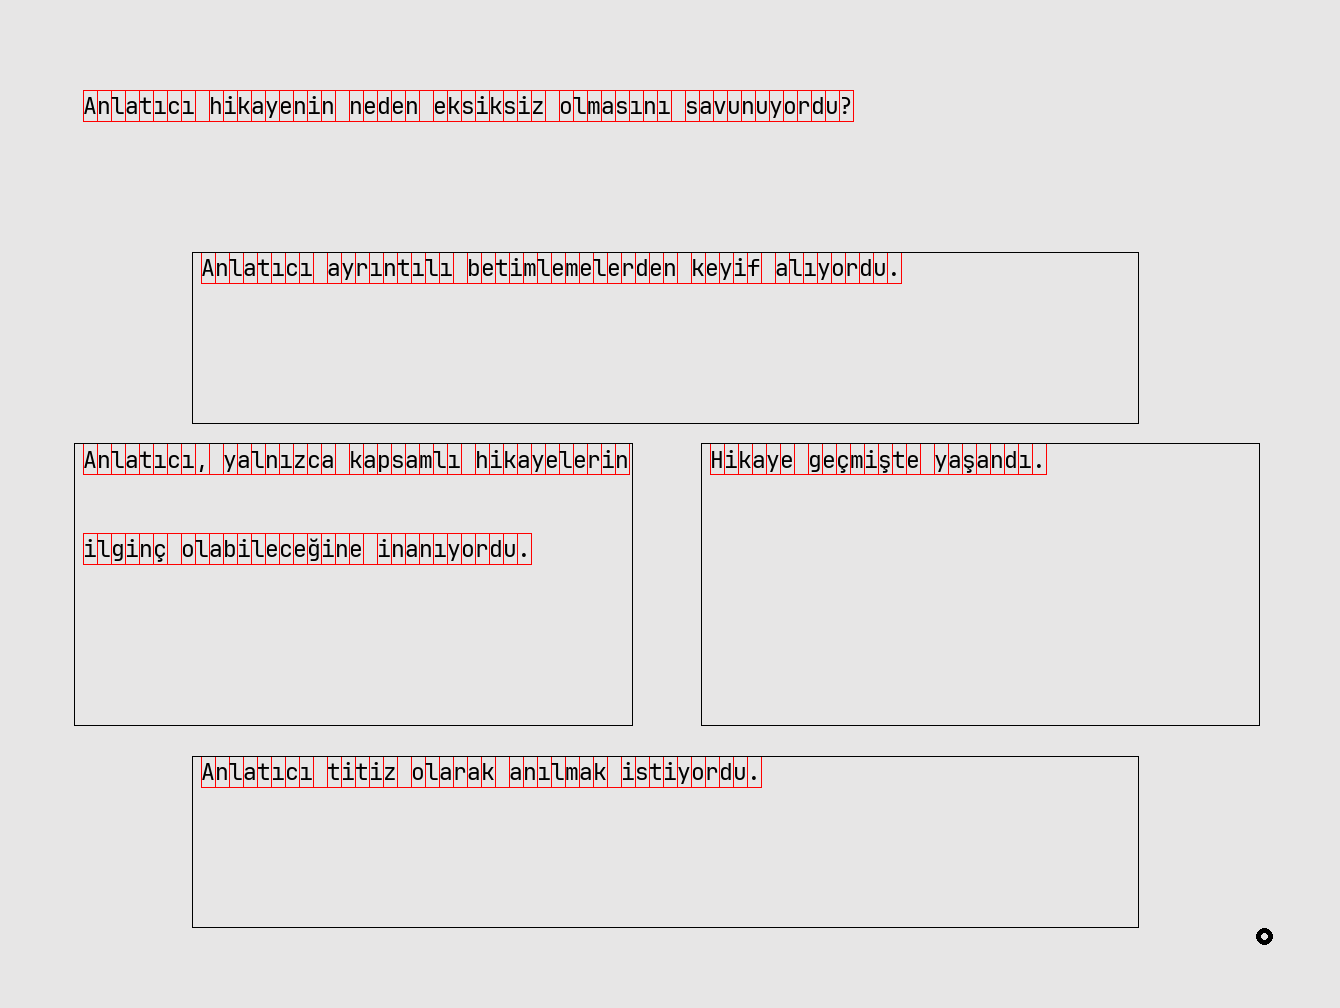 Anlatıcı hikayenin neden eksiksiz olmasını savunuyordu?
Anlatıcı ayrıntılı betimlemelerden keyif alıyordu.
Anlatıcı, yalnızca kapsamlı hikayelerin
ilginç olabileceğine inanıyordu.
Hikaye geçmişte yaşandı.
Anlatıcı titiz olarak anılmak istiyordu.